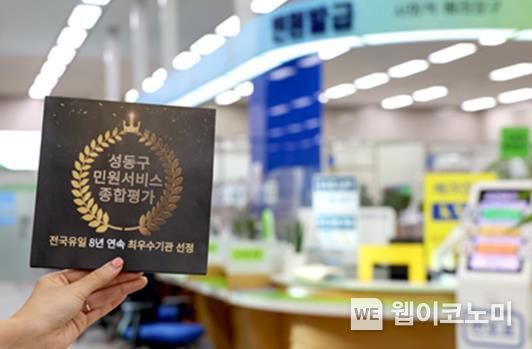 민원발급
성동구
민원서비스
종합평가
전국유일 8년 연속 최우수기관 선정
WE 웹이코노미